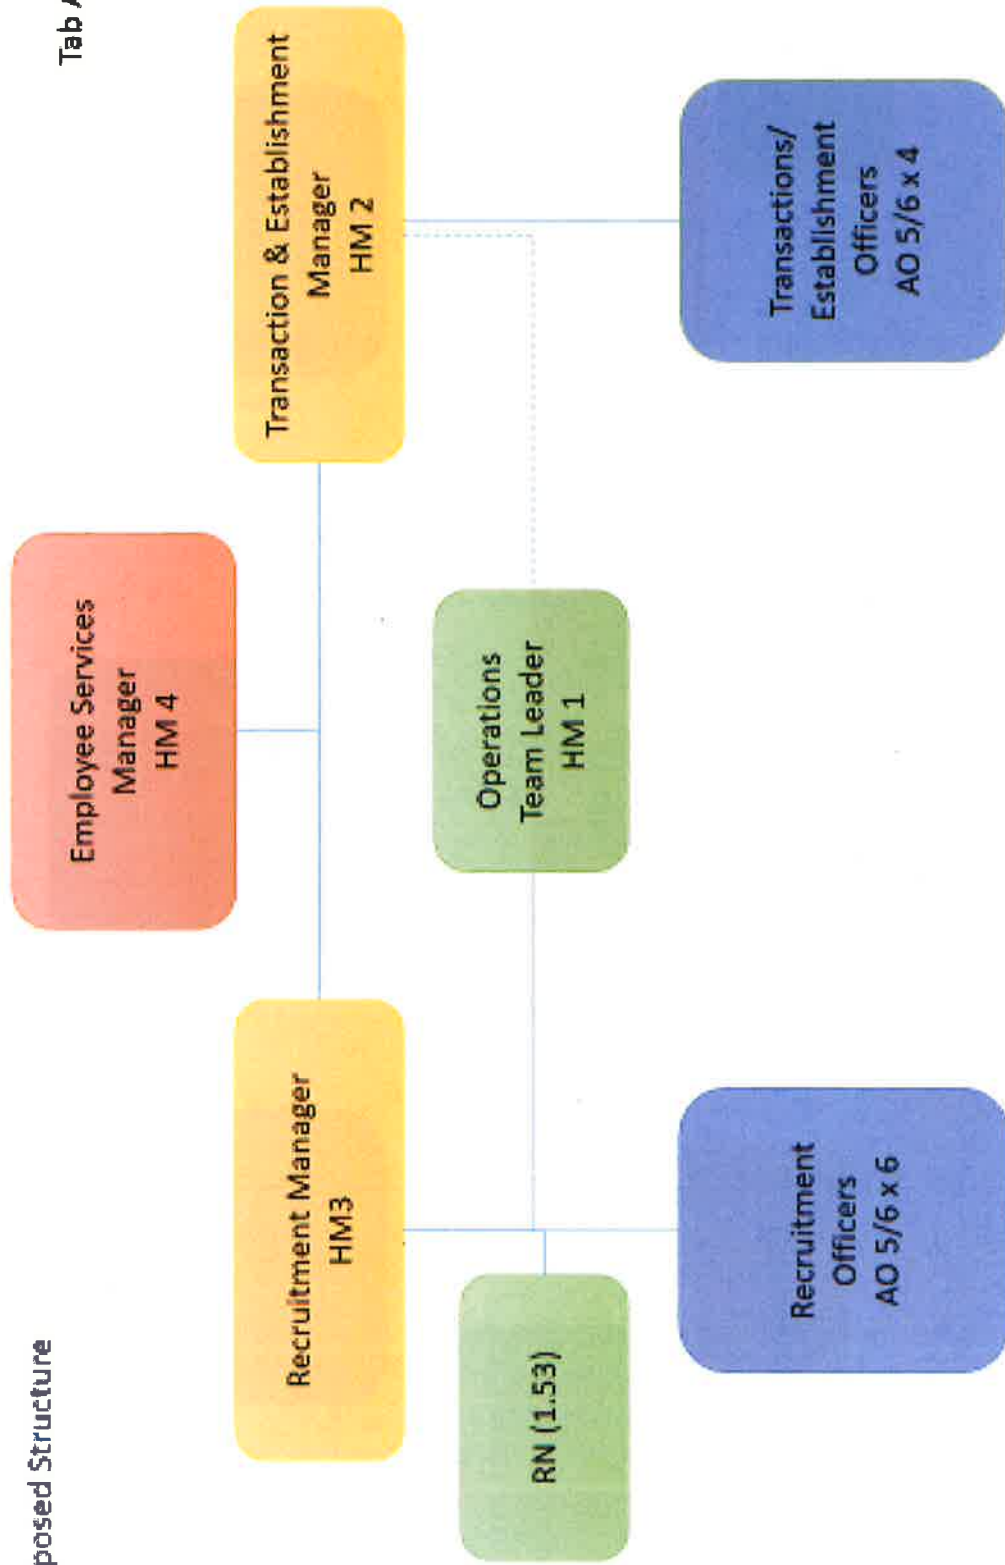 posed Structure
Tab A
Employee Services
Manager
HM 4
Recruitment Manager
HM3
Transaction & Establishment
Manager
HM 2
RN (1.53)
Operations
Team Leader
HM 1
Recruitment
Officers
AO 5/6 x 6
Transactions/
Establishment
Officers
AO 5/6 x 4